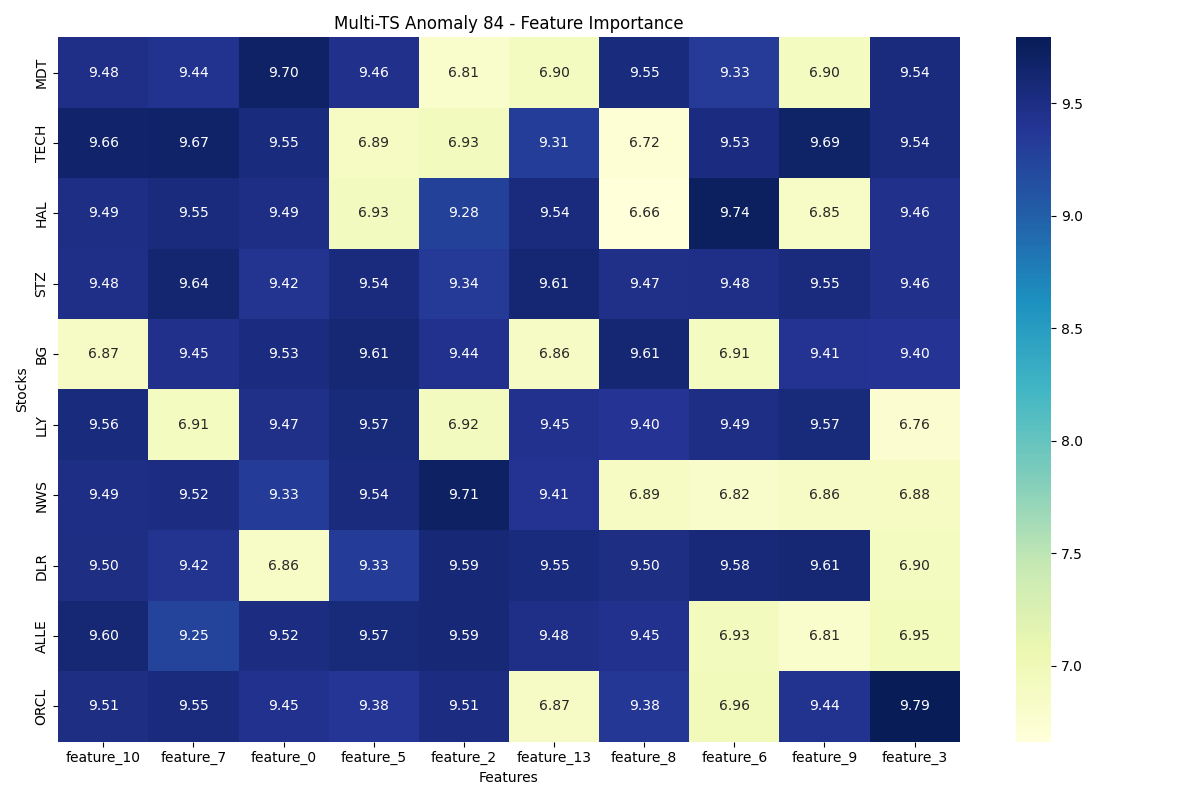 Multi-TS Anomaly 84 - Feature Importance
Stocks
MDT 9.48 9.44 9.70 9.46 6.81 6.90 9.55 9.33 6.90 9.54
TECH 9.66 9.67 9.55 6.89 6.93 9.31 6.72 9.53 9.69 9.54
HAL 9.49 9.55 9.49 6.93 9.28 9.54 6.66 9.74 6.85 9.46
STZ 9.48 9.64 9.42 9.54 9.34 9.61 9.47 9.48 9.55 9.46
BG 6.87 9.45 9.53 9.61 9.44 6.86 9.61 6.91 9.41 9.40
LLY 9.56 6.91 9.47 9.57 6.92 9.45 9.40 9.49 9.57 6.76
NWS 9.49 9.52 9.33 9.54 9.71 9.41 6.89 6.82 6.86 6.88
DLR 9.50 9.42 6.86 9.33 9.59 9.55 9.50 9.58 9.61 6.90
ALLE 9.60 9.25 9.52 9.57 9.59 9.48 9.45 6.93 6.81 6.95
ORCL 9.51 9.55 9.45 9.38 9.51 6.87 9.38 6.96 9.44 9.79
feature_10 feature_7 feature_0 feature_5 feature_2 feature_13 feature_8 feature_6 feature_9 feature_3
Features
9.5
9.0
8.5
8.0
7.5
7.0